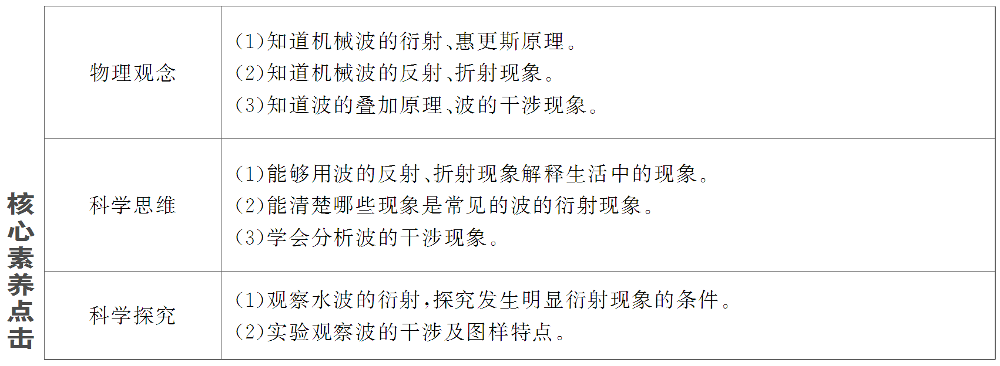 核心素养点击
物理观念
(1)知道机械波的衍射、惠更斯原理。
(2)知道机械波的反射、折射现象。
(3)知道波的叠加原理、波的干涉现象。
科学思维
(1)能够用波的反射、折射现象解释生活中的现象。
(2)能清楚哪些现象是常见的波的衍射现象。
(3)学会分析波的干涉现象。
科学探究
(1)观察水波的衍射,探究发生明显衍射现象的条件。
(2)实验观察波的干涉及图样特点。